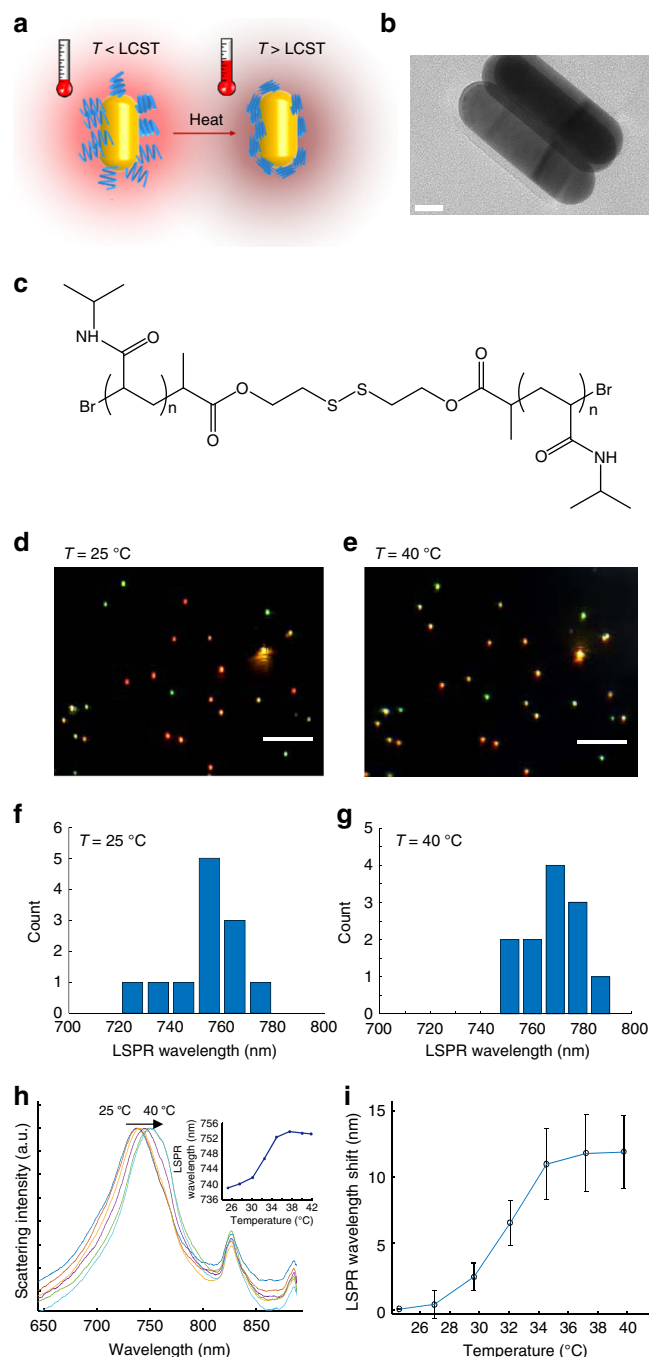 a
T < LCST
T > LCST
Heat
b
c
NH
O
Br
n
O
O
S
S
O
O
n
Br
O
NH
d
T = 25 °C
e
T = 40 °C
f
T = 25 °C
6
5
4
3
2
1
0
Count
700
720
740
760
780
800
LSPR wavelength (nm)
g
T = 40 °C
5
4
3
2
1
0
Count
700
720
740
760
780
800
LSPR wavelength (nm)
h
25 °C
40 °C
Scattering intensity (a.u.)
650
700
750
800
850
Wavelength (nm)
LSPR
wavelength (nm)
756
752
748
744
740
736
26
30
34
38
42
Temperature (°C)
i
LSPR wavelength shift (nm)
15
10
5
0
26
28
30
32
34
36
38
40
Temperature (°C)